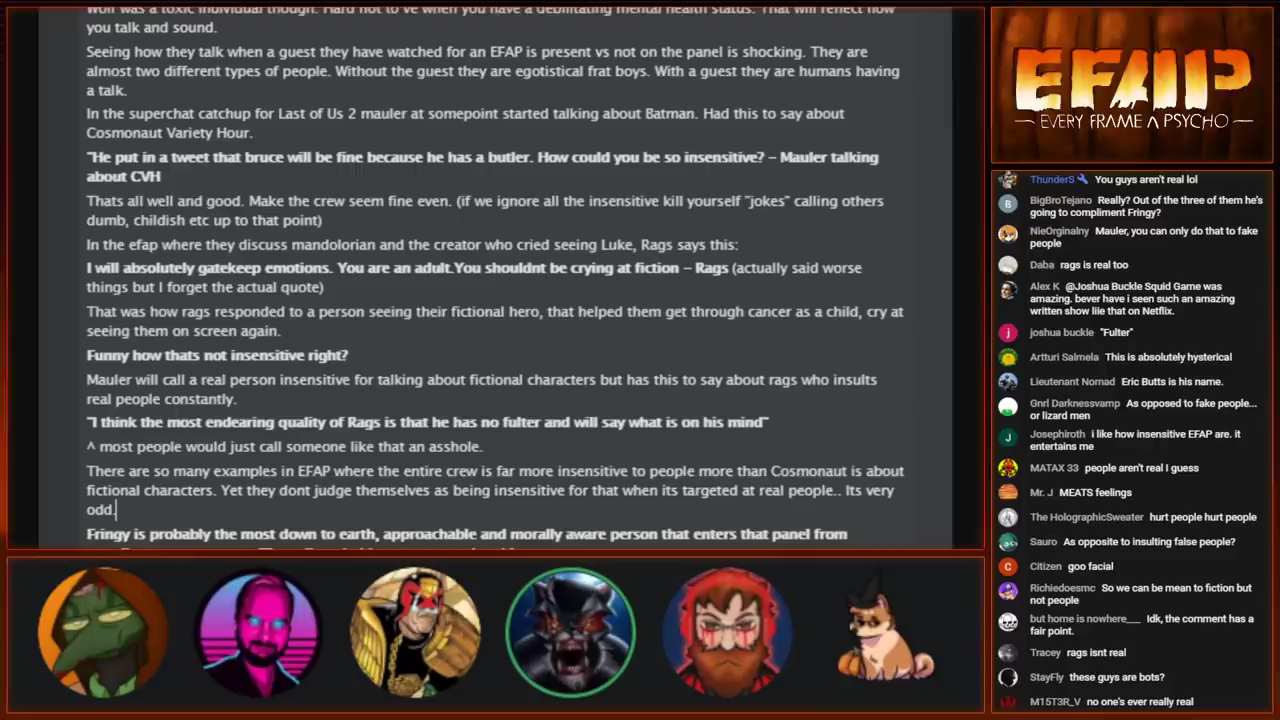 Wolf was a toxic individual though. Hard not to ve when you have a debilitating mental health status. That will reflect how
you talk and sound.
Seeing how they talk when a guest they have watched for an EFAP is present vs not on the panel is shocking. They are
almost two different types of people. Without the guest they are egotistical frat boys. With a guest they are humans having
a talk.
In the superchat catchup for Last of Us 2 mauler at somepoint started talking about Batman. Had this to say about
Cosmonaut Variety Hour.
"He put in a tweet that bruce will be fine because he has a butler. How could you be so insensitive? – Mauler talking
about CVH
Thats all well and good. Make the crew seem fine even. (if we ignore all the insensitive kill yourself "jokes" calling others
dumb, childish etc up to that point)
In the efap where they discuss mandolorian and the creator who cried seeing Luke, Rags says this:
I will absolutely gatekeep emotions. You are an adult.You shouldnt be crying at fiction – Rags (actually said worse
things but I forget the actual quote)
That was how rags responded to a person seeing their fictional hero, that helped them get through cancer as a child, cry at
seeing them on screen again.
Funny how thats not insensitive right?
Mauler will call a real person insensitive for talking about fictional characters but has this to say about rags who insults
real people constantly.
"I think the most endearing quality of Rags is that he has no fulter and will say what is on his mind"
^ most people would just call someone like that an asshole.
There are so many examples in EFAP where the entire crew is far more insensitive to people more than Cosmonaut is about
fictional characters. Yet they dont judge themselves as being insensitive for that when its targeted at real people.. Its very
odd.
Fringy is probably the most down to earth, approachable and morally aware person that enters that panel from
EFAP
EVERY FRAME A PSYCHO
ThunderS You guys aren't real lol
B
BigBroTejano Really? Out of the three of them he's
going to compliment Fringy?
NieOrginalny Mauler, you can only do that to fake
people
Daba rags is real too
Alex K @Joshua Buckle Squid Game was
amazing. bever have i seen such an amazing
written show liie that on Netflix.
j
joshua buckle "Fulter"
Artturi Salmela This is absolutely hysterical
Lieutenant Nomad Eric Butts is his name.
Gnrl Darknessvamp As opposed to fake people...
or lizard men
J
Josephiroth i like how insensitive EFAP are. it
entertains me
MATAX 33 people aren't real I guess
Mr. J MEATS feelings
The HolographicSweater hurt people hurt people
Sauro As opposite to insulting false people?
C
Citizen goo facial
Richiedoesmc So we can be mean to fiction but
not people
but home is nowhere___ Idk, the comment has a
fair point.
Tracey rags isnt real
StayFly these guys are bots?
M15T3R_V no one's ever really real